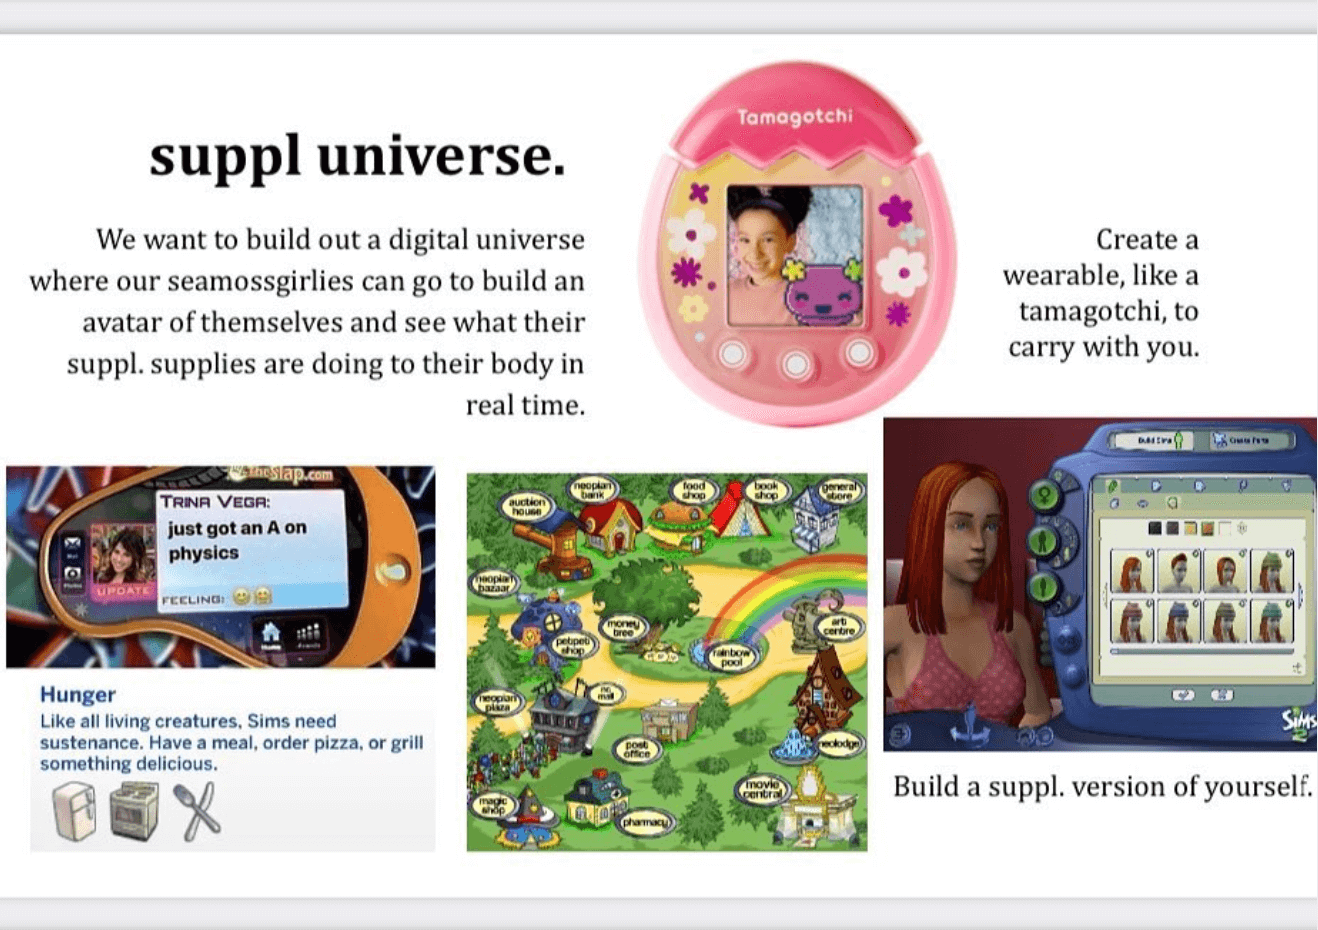 suppl universe.
We want to build out a digital universe
where our seamossgirlies can go to build an
avatar of themselves and see what their
suppl. supplies are doing to their body in
real time.
Tamagotchi
Create a
wearable, like a
tamagotchi, to
carry with you.
TheSlap.com
TRINA VEGA:
just got an A on
physics
UPDATE
FEELING:
Hunger
Like all living creatures, Sims need
sustenance. Have a meal, order pizza, or grill
something delicious.
auction
house
neopian
bank
food
shop
book
shop
general
store
neopian
bazaar
petpet
shop
money
tree
rainbow
pool
art
centre
neopian
plaza
post
office
neolodge
magic
shop
pharmacy
movie
central
Build a Sim
SiMS
2
Build a suppl. version of yourself.